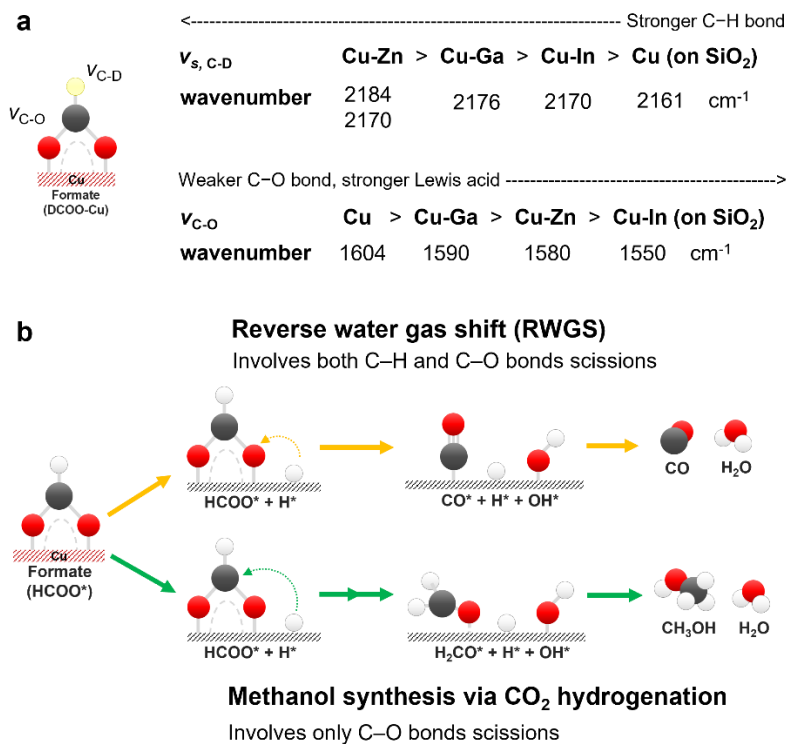 a
<----------------------------------------------------- Stronger C−H bond
νs, C-D Cu-Zn > Cu-Ga > Cu-In > Cu (on SiO₂)
wavenumber 2184 2176 2170 2161 cm⁻¹
2170
νC-D
νC-O
Cu
Formate
(DCOO-Cu)
Weaker C−O bond, stronger Lewis acid -------------------------------->
νC-O Cu > Cu-Ga > Cu-Zn > Cu-In (on SiO₂)
wavenumber 1604 1590 1580 1550 cm⁻¹
b
Reverse water gas shift (RWGS)
Involves both C–H and C–O bonds scissions
HCOO* + H*
CO* + H* + OH*
CO
H₂O
Cu
Formate
(HCOO*)
HCOO* + H*
H₂CO* + H* + OH*
CH₃OH
H₂O
Methanol synthesis via CO₂ hydrogenation
Involves only C–O bonds scissions